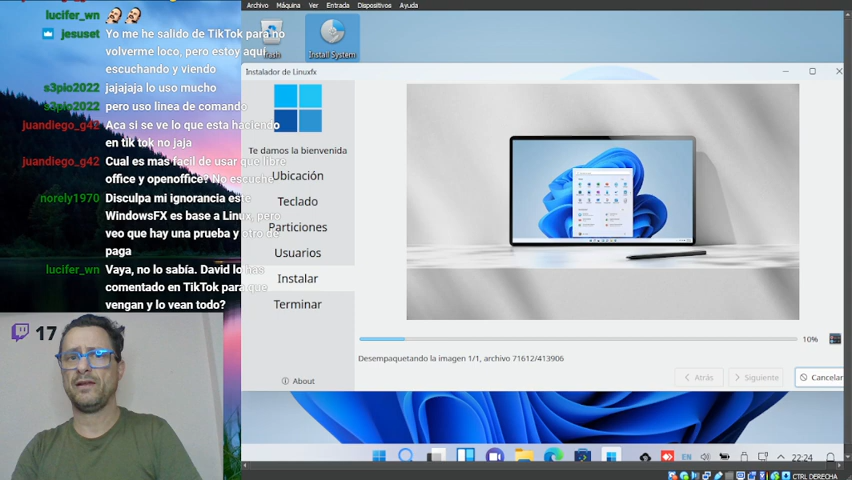 lucifer_wn
jesuset Yo me he salido de TikTok para no
volverme loco, pero estoy aquí
escuchando y viendo
s3pio2022 jajajaja lo uso mucho
s3pio2022 pero uso linea de comando
juandiego_g42 Aca si se ve lo que esta haciendo
en tik tok no jaja
juandiego_g42 Cual es mas facil de usar que libre
office y openoffice? No escuche
norely1970 Disculpa mi ignorancia este
WindowsFX es base a Linux, pero
veo que hay una prueba y otro de
paga
lucifer_wn Vaya, no lo sabía. David lo has
comentado en TikTok para que
vengan y lo vean todo?
17
Archivo Máquina Ver Entrada Dispositivos Ayuda
Trash Install System
Instalador de Linuxfx
Te damos la bienvenida
Ubicación
Teclado
Particiones
Usuarios
Instalar
Terminar
About
10%
Desempaquetando la imagen 1/1, archivo 71612/413906
Atrás Siguiente Cancelar
EN 22:24
CTRL DERECHA